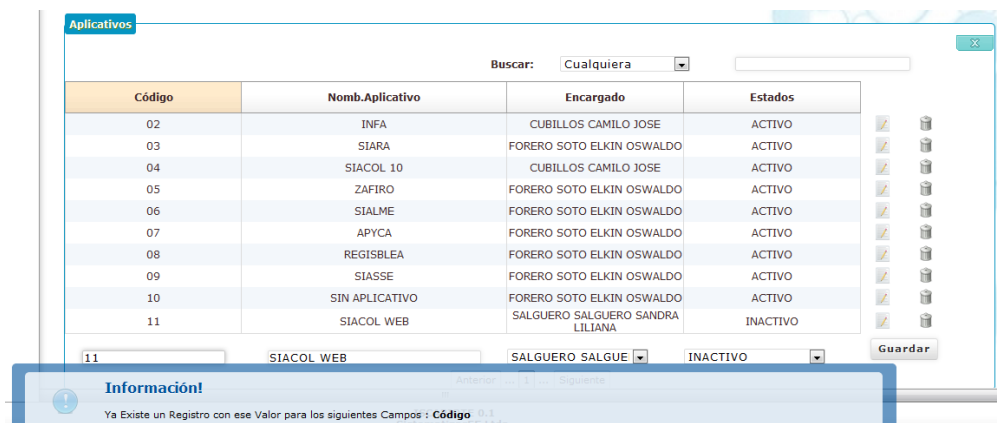 Aplicativos
X
Buscar: Cualquiera
Código Nomb.Aplicativo Encargado Estados
02 INFA CUBILLOS CAMILO JOSE ACTIVO
03 SIARA FORERO SOTO ELKIN OSWALDO ACTIVO
04 SIACOL 10 CUBILLOS CAMILO JOSE ACTIVO
05 ZAFIRO FORERO SOTO ELKIN OSWALDO ACTIVO
06 SIALME FORERO SOTO ELKIN OSWALDO ACTIVO
07 APYCA FORERO SOTO ELKIN OSWALDO ACTIVO
08 REGISBLEA FORERO SOTO ELKIN OSWALDO ACTIVO
09 SIASSE FORERO SOTO ELKIN OSWALDO ACTIVO
10 SIN APLICATIVO FORERO SOTO ELKIN OSWALDO ACTIVO
11 SIACOL WEB SALGUERO SALGUERO SANDRA LILIANA INACTIVO
11 SIACOL WEB SALGUERO SALGUE INACTIVO Guardar
Anterior ... 1 ... Siguiente
Información!
Ya Existe un Registro con ese Valor para los siguientes Campos : Código